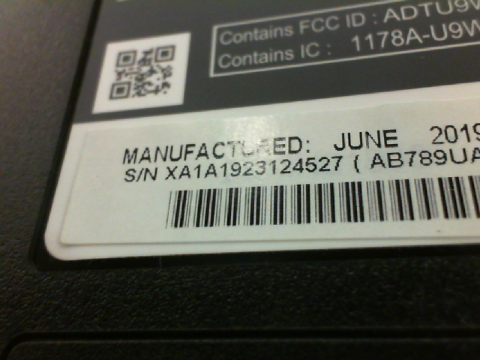 Contains FCC ID : ADTU9W
Contains IC : 1178A-U9W
MANUFACTURED: JUNE 2019
S/N XA1A1923124527 ( AB789UA